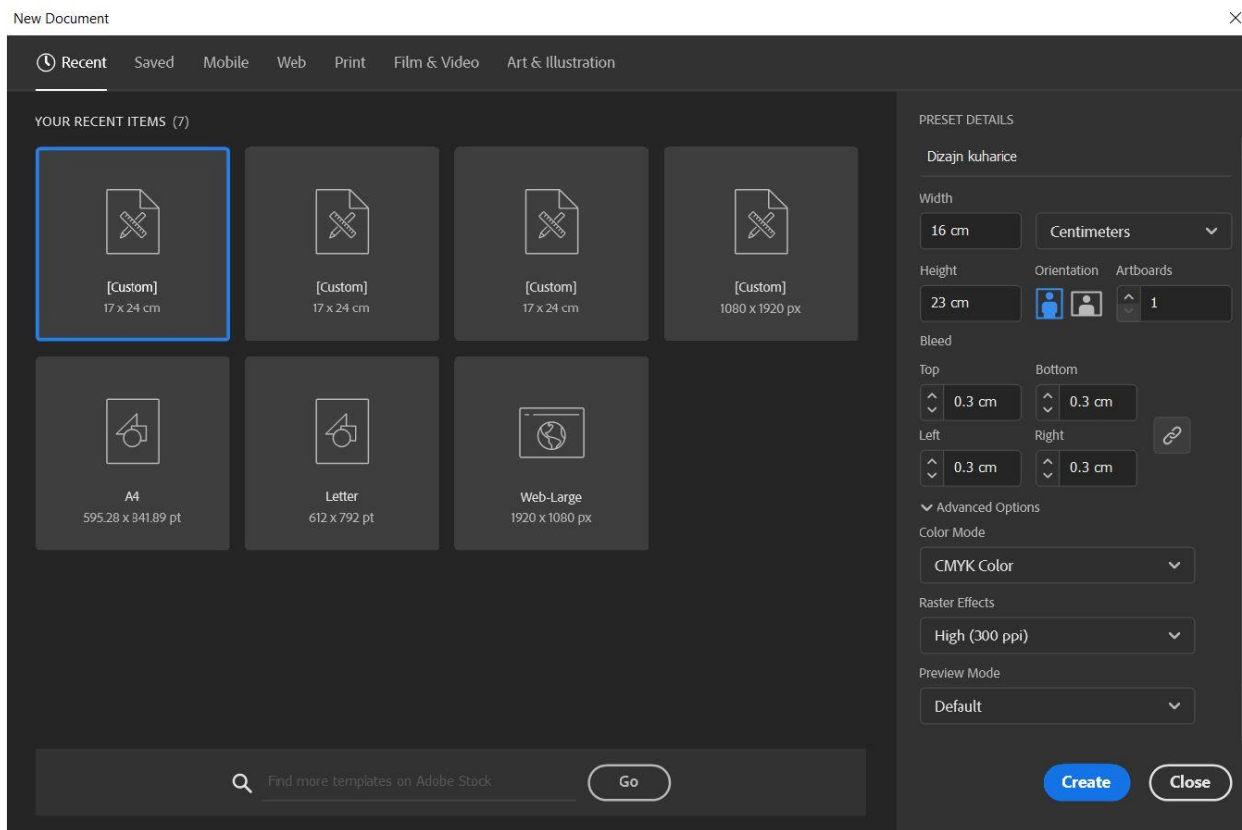 New Document
Recent Saved Mobile Web Print Film & Video Art & Illustration
YOUR RECENT ITEMS (7)
[Custom]
17 x 24 cm
[Custom]
17 x 24 cm
[Custom]
17 x 24 cm
[Custom]
1080 x 1920 px
A4
595.28 x 841.89 pt
Letter
612 x 792 pt
Web-Large
1920 x 1080 px
Find more templates on Adobe Stock
Go
PRESET DETAILS
Dizajn kuharice
Width
16 cm Centimeters
Height Orientation Artboards
23 cm 1
Bleed
Top Bottom
0.3 cm 0.3 cm
Left Right
0.3 cm 0.3 cm
Advanced Options
Color Mode
CMYK Color
Raster Effects
High (300 ppi)
Preview Mode
Default
Create Close